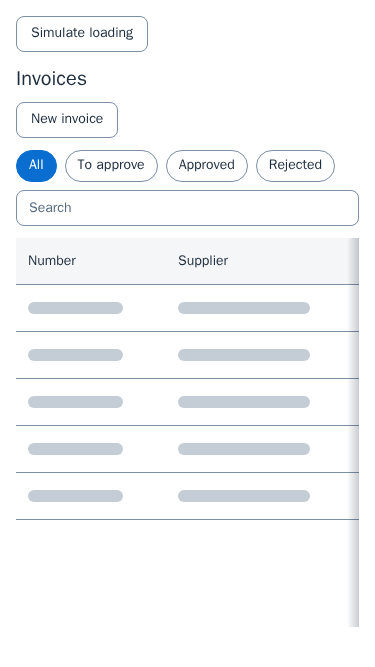 Simulate loading
Invoices
New invoice
All To approve Approved Rejected
Search
Number Supplier